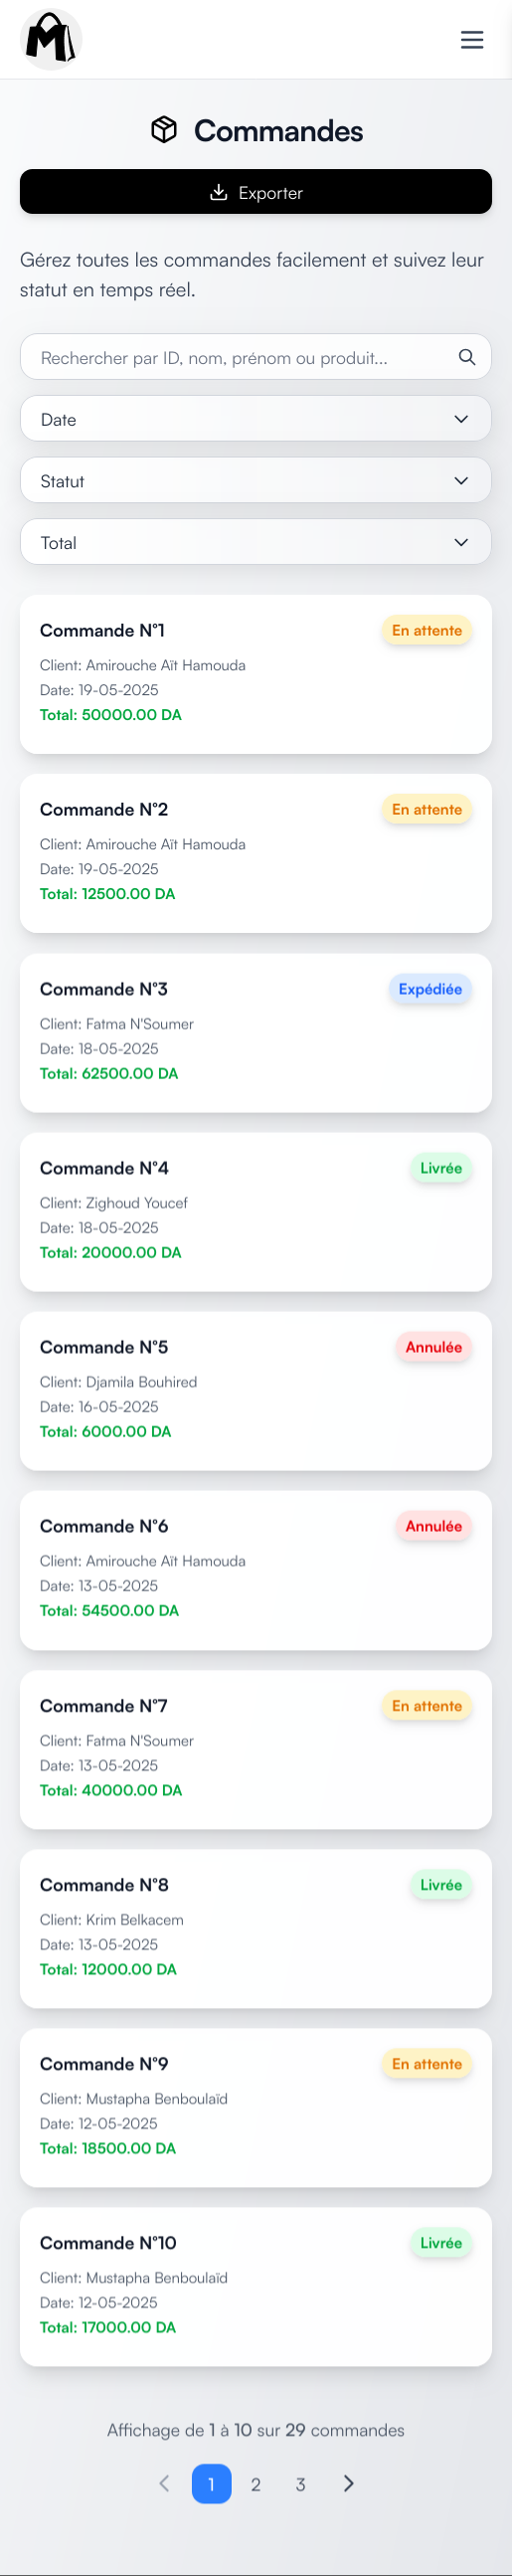 M
Commandes
Exporter
Gérez toutes les commandes facilement et suivez leur
statut en temps réel.
Rechercher par ID, nom, prénom ou produit...
Date
Statut
Total
Commande N°1
En attente
Client: Amirouche Aït Hamouda
Date: 19-05-2025
Total: 50000.00 DA
Commande N°2
En attente
Client: Amirouche Aït Hamouda
Date: 19-05-2025
Total: 12500.00 DA
Commande N°3
Expédiée
Client: Fatma N'Soumer
Date: 18-05-2025
Total: 62500.00 DA
Commande N°4
Livrée
Client: Zighoud Youcef
Date: 18-05-2025
Total: 20000.00 DA
Commande N°5
Annulée
Client: Djamila Bouhired
Date: 16-05-2025
Total: 6000.00 DA
Commande N°6
Annulée
Client: Amirouche Aït Hamouda
Date: 13-05-2025
Total: 54500.00 DA
Commande N°7
En attente
Client: Fatma N'Soumer
Date: 13-05-2025
Total: 40000.00 DA
Commande N°8
Livrée
Client: Krim Belkacem
Date: 13-05-2025
Total: 12000.00 DA
Commande N°9
En attente
Client: Mustapha Benboulaïd
Date: 12-05-2025
Total: 18500.00 DA
Commande N°10
Livrée
Client: Mustapha Benboulaïd
Date: 12-05-2025
Total: 17000.00 DA
Affichage de 1 à 10 sur 29 commandes
1 2 3